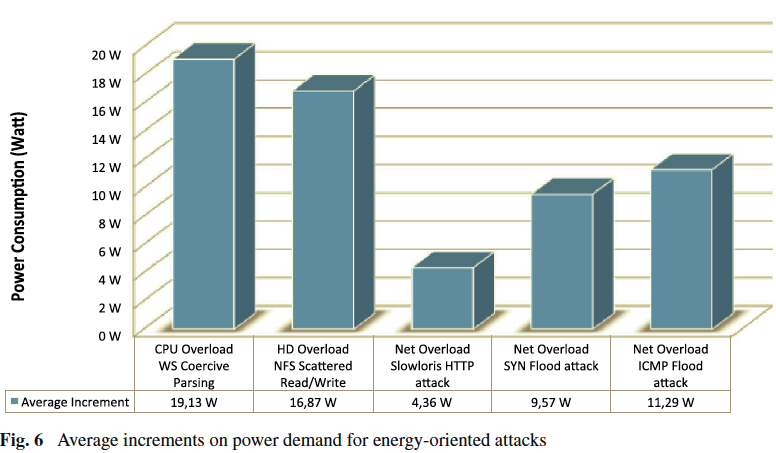 20 W
18 W
16 W
14 W
12 W
10 W
8 W
6 W
4 W
2 W
0 W
Power Consumption (Watt)
CPU Overload
WS Coercive
Parsing
HD Overload
NFS Scattered
Read/Write
Net Overload
Slowloris HTTP
attack
Net Overload
SYN Flood attack
Net Overload
ICMP Flood
attack
Average Increment 19,13 W 16,87 W 4,36 W 9,57 W 11,29 W
Fig. 6 Average increments on power demand for energy-oriented attacks